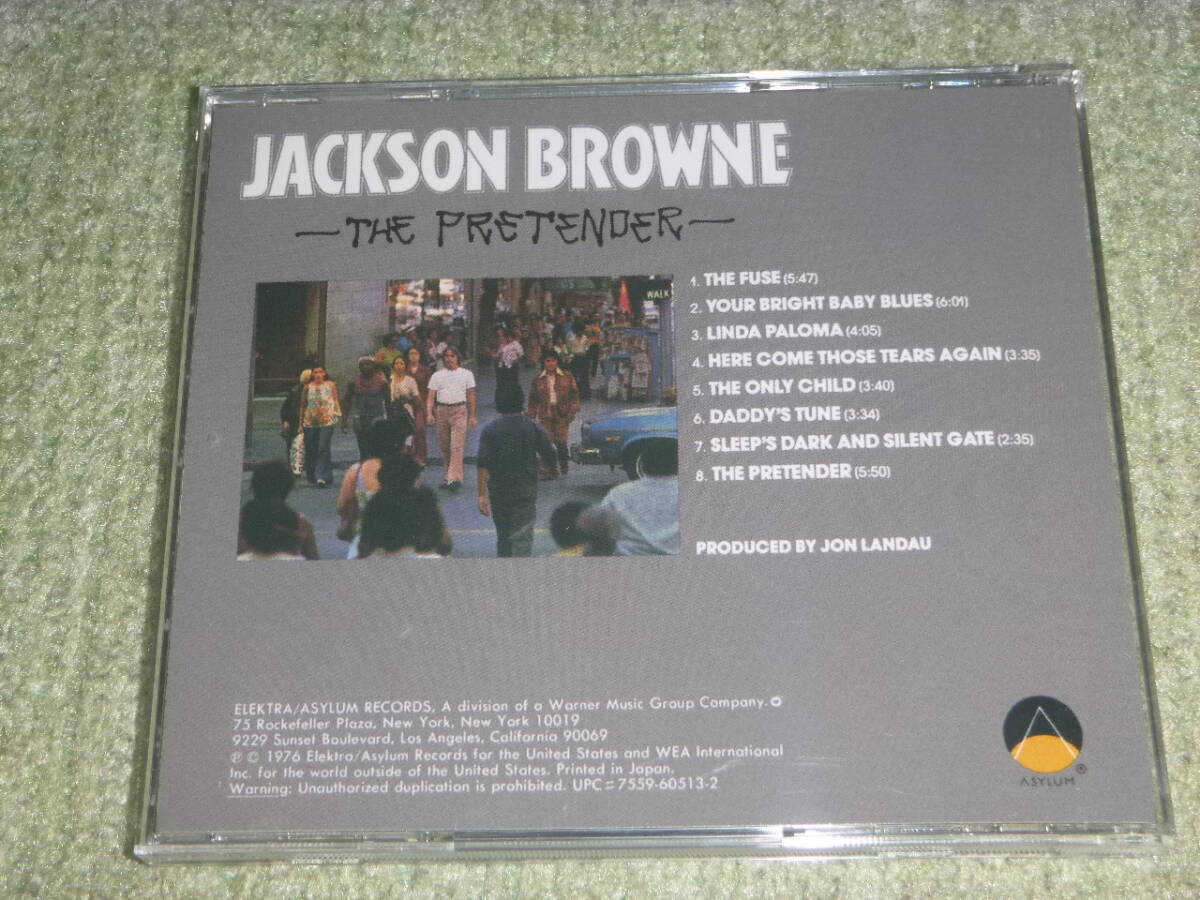 JACKSON BROWNE
—THE PRETENDER—
WALK
1. THE FUSE (5:47)
2. YOUR BRIGHT BABY BLUES (6:01)
3. LINDA PALOMA (4:05)
4. HERE COME THOSE TEARS AGAIN (3:35)
5. THE ONLY CHILD (3:40)
6. DADDY'S TUNE (3:34)
7. SLEEP'S DARK AND SILENT GATE (2:35)
8. THE PRETENDER (5:50)
PRODUCED BY JON LANDAU
ELEKTRA/ASYLUM RECORDS, A division of a Warner Music Group Company.
75 Rockefeller Plaza, New York, New York 10019
9229 Sunset Boulevard, Los Angeles, California 90069
℗ © 1976 Elektra/Asylum Records for the United States and WEA International
Inc. for the world outside of the United States. Printed in Japan.
Warning: Unauthorized duplication is prohibited. UPC=7559-60513-2
ASYLUM®